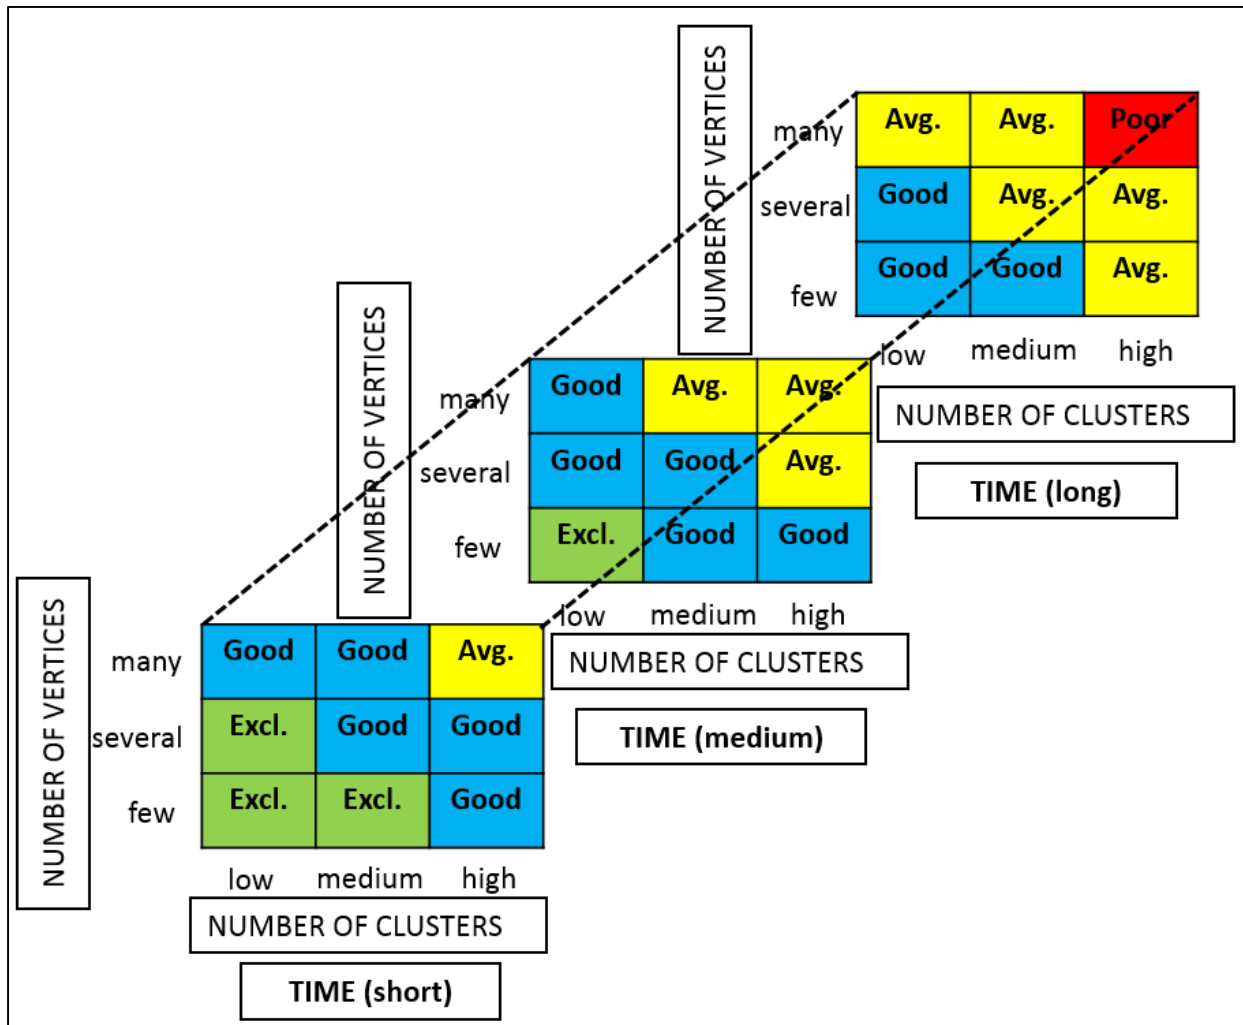 NUMBER OF VERTICES
many Avg. Avg. Poor
several Good Avg. Avg.
few Good Good Avg.
low medium high
NUMBER OF CLUSTERS
TIME (long)
NUMBER OF VERTICES
many Good Avg. Avg.
several Good Good Avg.
few Excl. Good Good
low medium high
NUMBER OF CLUSTERS
TIME (medium)
NUMBER OF VERTICES
many Good Good Avg.
several Excl. Good Good
few Excl. Excl. Good
low medium high
NUMBER OF CLUSTERS
TIME (short)